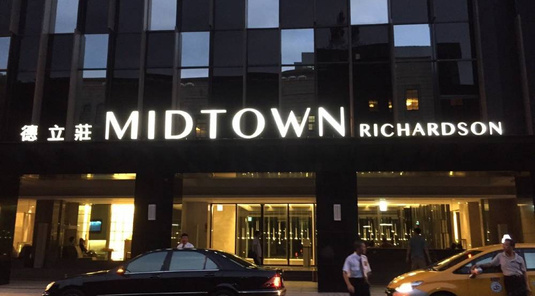 德立莊 MIDTOWN RICHARDSON